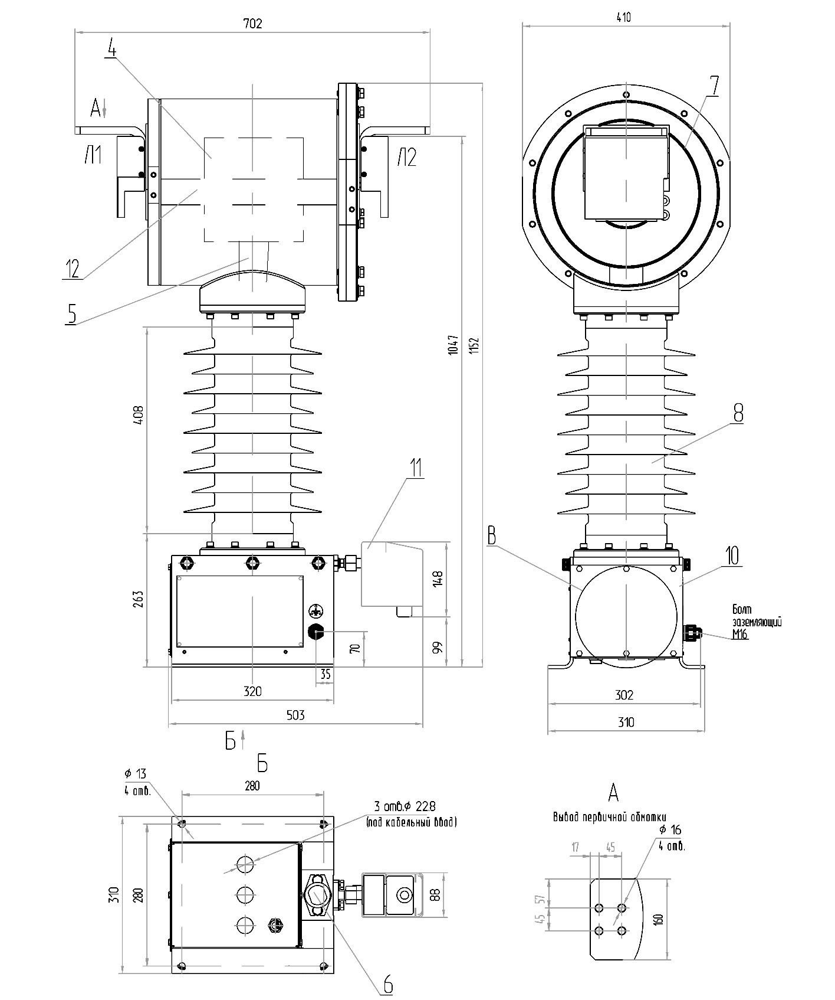 702
410
4
7
А
Л1
Л2
12
5
1047
1152
408
8
11
В
10
263
148
Болт
заземляющий
М16
70
99
35
320
302
503
310
Б
Б
А
ϕ 13
4 отв.
280
3 отв.ϕ 22.8
(под кабельный ввод)
Вывод первичной обмотки
ϕ 16
4 отв.
17
45
310
280
88
57
45
160
6